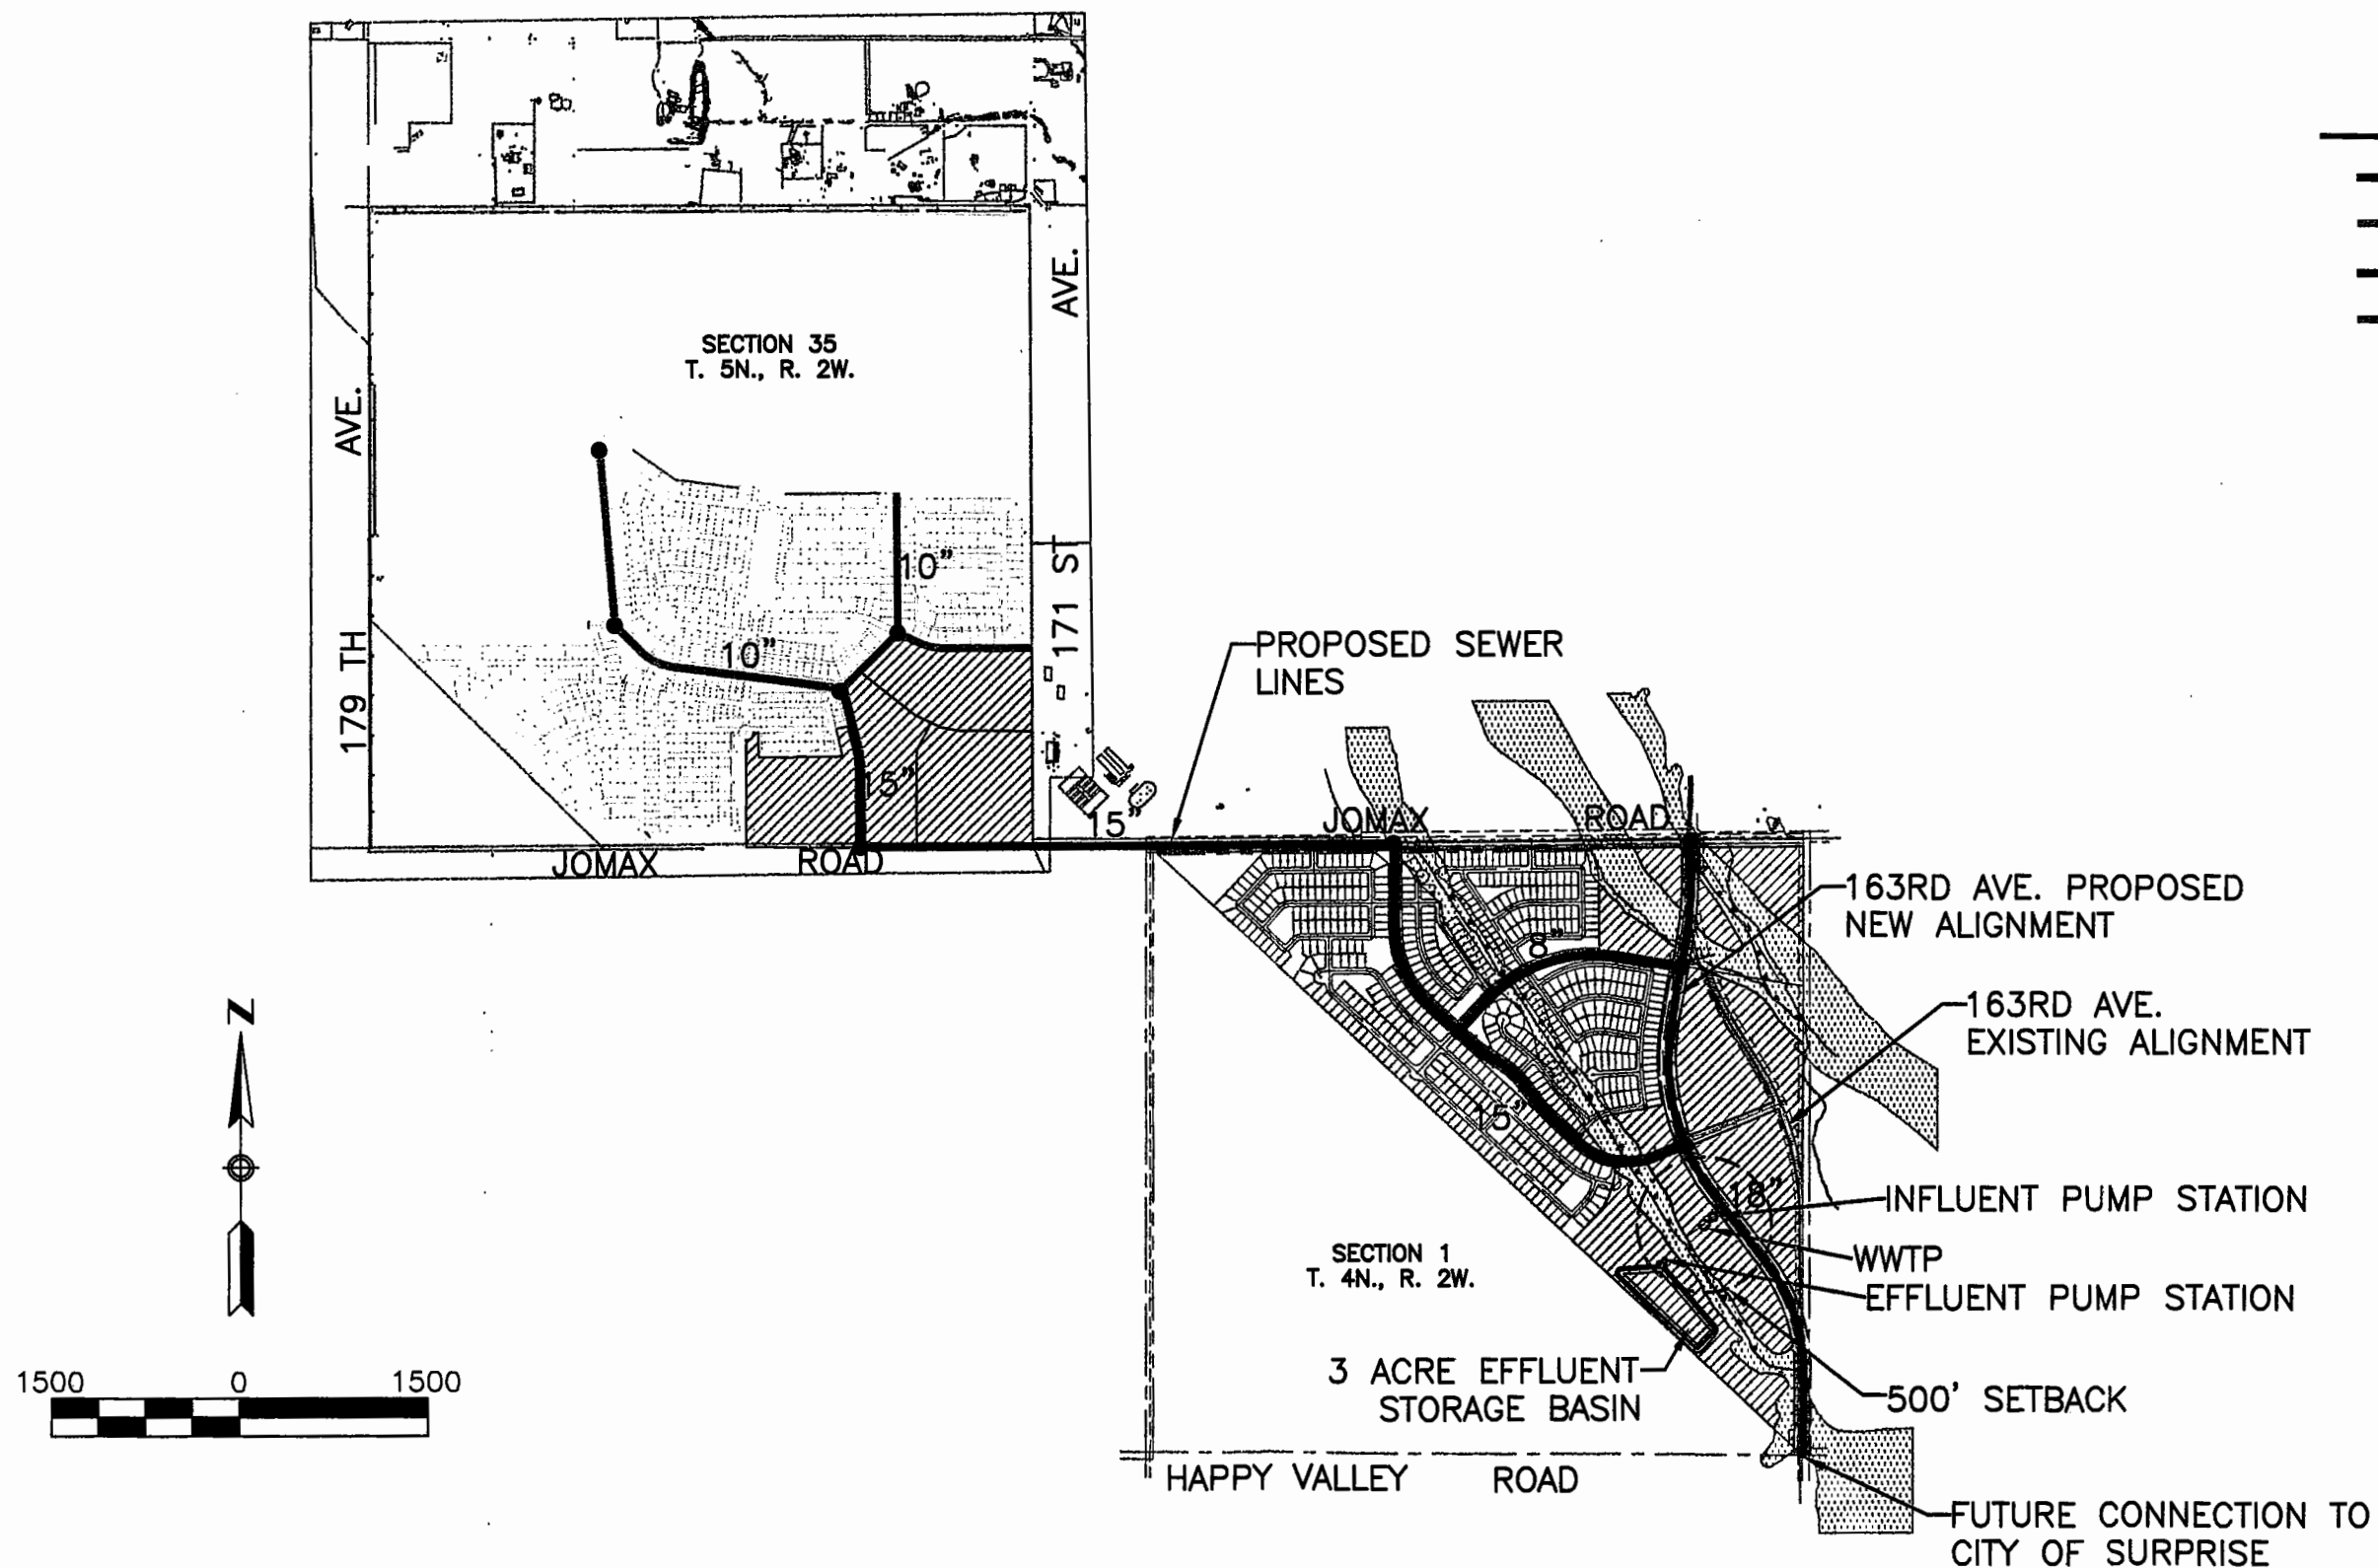 AVE.
SECTION 35
T. 5N., R. 2W.
AVE.
10”
171 ST
10”
179 TH
15”
PROPOSED SEWER
LINES
15”
JOMAX ROAD
JOMAX ROAD
163RD AVE. PROPOSED
NEW ALIGNMENT
8”
N
163RD AVE.
EXISTING ALIGNMENT
15”
18”
INFLUENT PUMP STATION
SECTION 1
T. 4N., R. 2W.
WWTP
EFFLUENT PUMP STATION
3 ACRE EFFLUENT
STORAGE BASIN
500' SETBACK
1500 0 1500
HAPPY VALLEY ROAD
FUTURE CONNECTION TO
CITY OF SURPRISE